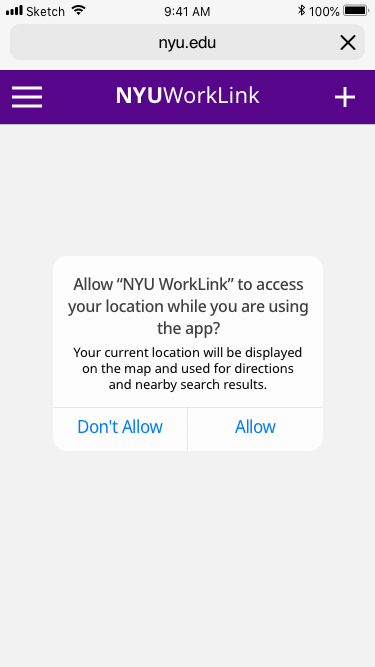 Sketch 9:41 AM 100%
nyu.edu
NYUWorkLink
Allow “NYU WorkLink” to access
your location while you are using
the app?
Your current location will be displayed
on the map and used for directions
and nearby search results.
Don't Allow Allow